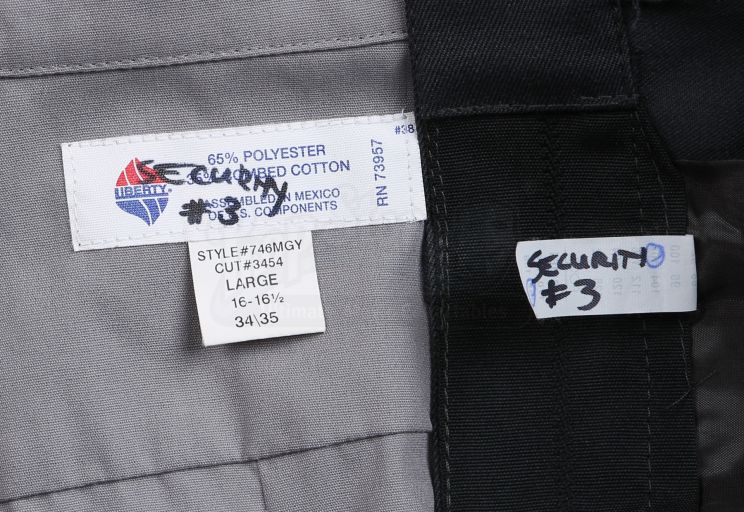 #38
65% POLYESTER
COMBED COTTON
LIBERTY
ASSEMBLED IN MEXICO
OF U.S. COMPONENTS
RN 73957
SECURITY
#3
STYLE#746MGY
CUT#3454
LARGE
16-16½
34\35
SECURITY
#3